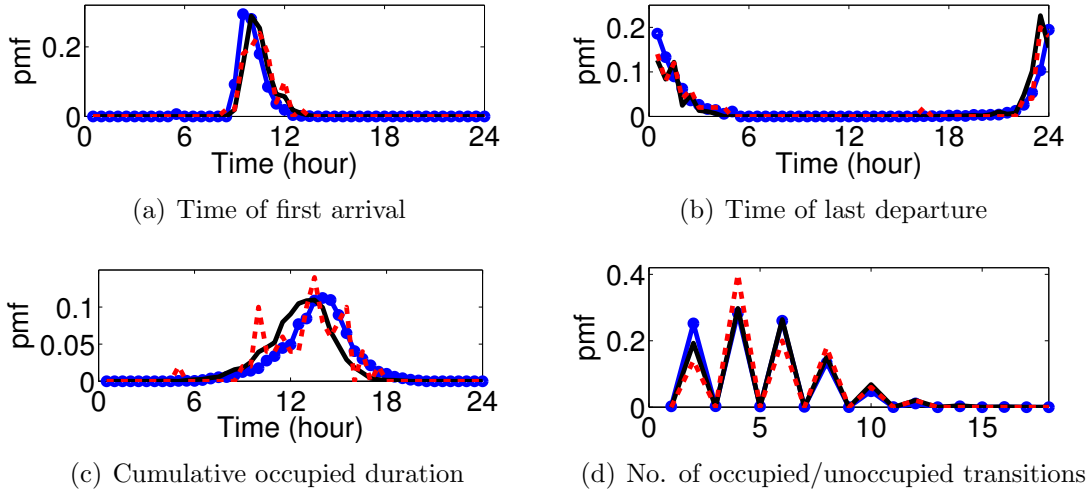 0.2
0
pmf
0
6
12
18
24
Time (hour)
(a) Time of first arrival
0.2
0.1
0
pmf
0
6
12
18
24
Time (hour)
(b) Time of last departure
0.1
0.05
0
pmf
0
6
12
18
24
Time (hour)
(c) Cumulative occupied duration
0.4
0.2
0
pmf
0
5
10
15
(d) No. of occupied/unoccupied transitions